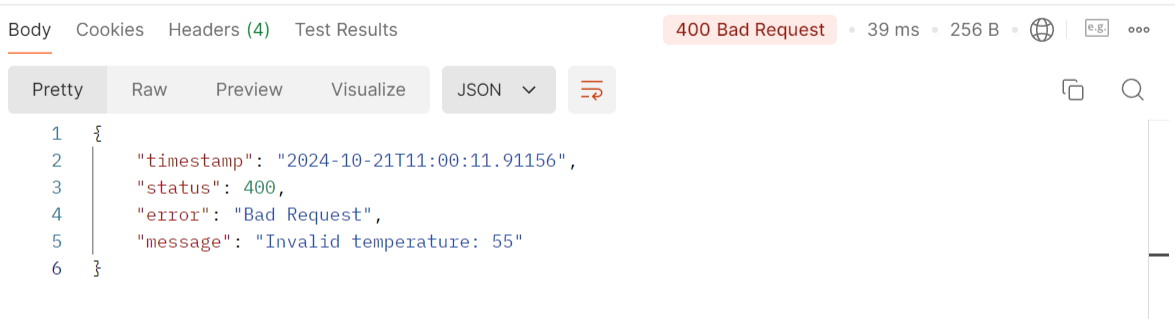 Body Cookies Headers (4) Test Results 400 Bad Request 39 ms 256 B e.g.
Pretty Raw Preview Visualize JSON
1 {
2 "timestamp": "2024-10-21T11:00:11.91156",
3 "status": 400,
4 "error": "Bad Request",
5 "message": "Invalid temperature: 55"
6 }